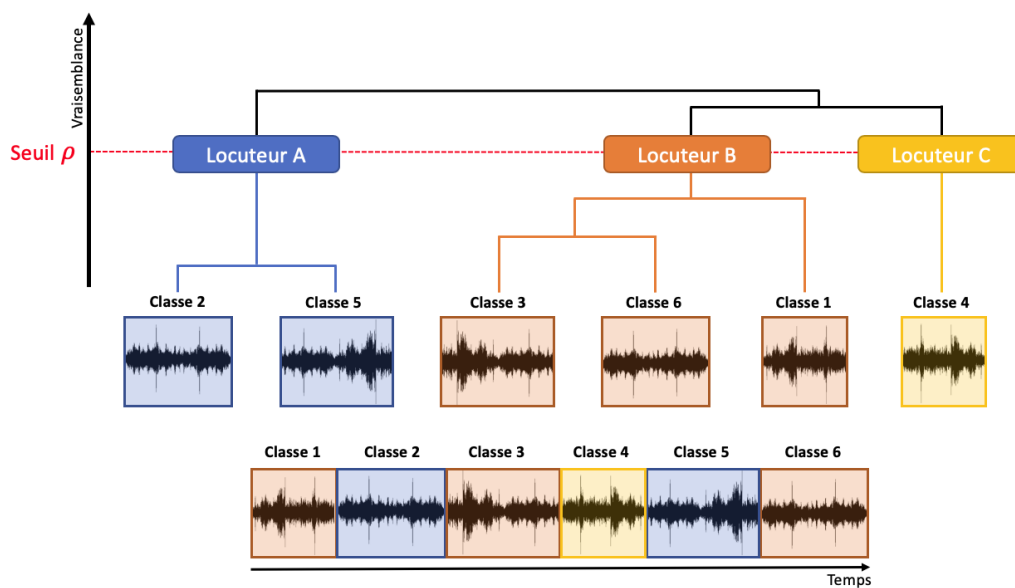 Vraisemblance
Seuil ρ
Locuteur A
Locuteur B
Locuteur C
Classe 2
Classe 5
Classe 3
Classe 6
Classe 1
Classe 4
Classe 1
Classe 2
Classe 3
Classe 4
Classe 5
Classe 6
Temps